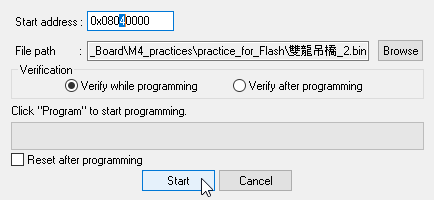 Start address : 0x08040000
File path : _Board\M4_practices\practice_for_Flash\雙龍吊橋_2.bin Browse
Verification
Verify while programming Verify after programming
Click "Program" to start programming.
Reset after programming
Start Cancel